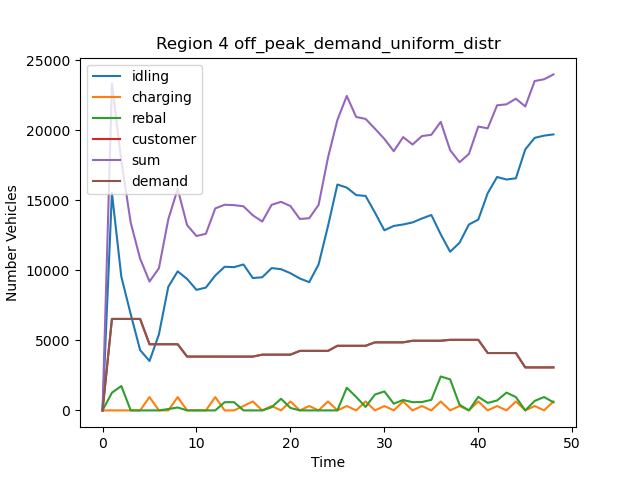 Region 4 off_peak_demand_uniform_distr
25000
20000
15000
10000
5000
0
Number Vehicles
idling
charging
rebal
customer
sum
demand
0 10 20 30 40 50
Time